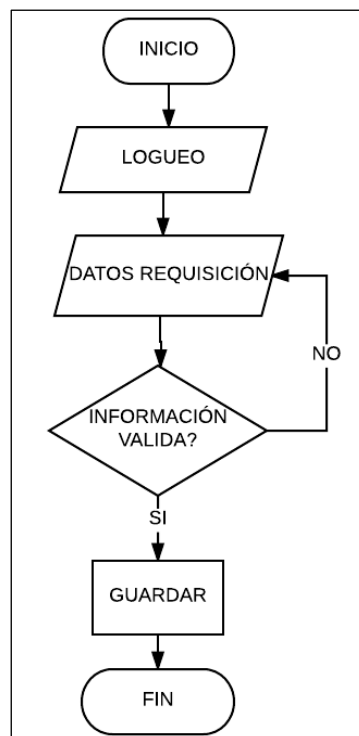 INICIO
LOGUEO
DATOS REQUISICIÓN
NO
INFORMACIÓN
VALIDA?
SI
GUARDAR
FIN